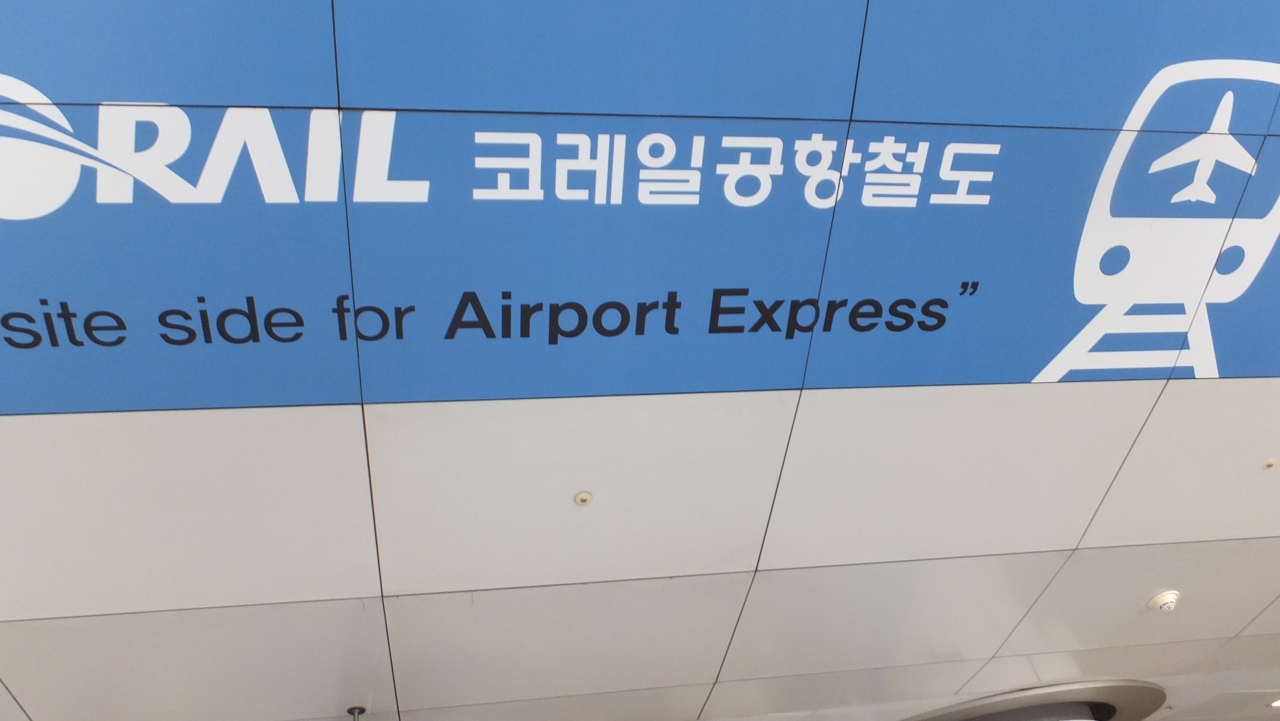 RAIL 코레일공항철도
site side for Airport Express”